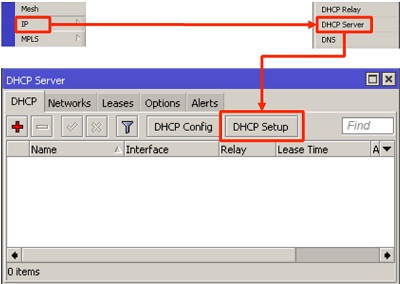 Mesh
IP
MPLS
DHCP Relay
DHCP Server
DNS
DHCP Server
DHCP Networks Leases Options Alerts
DHCP Config DHCP Setup Find
Name Interface Relay Lease Time A
0 items